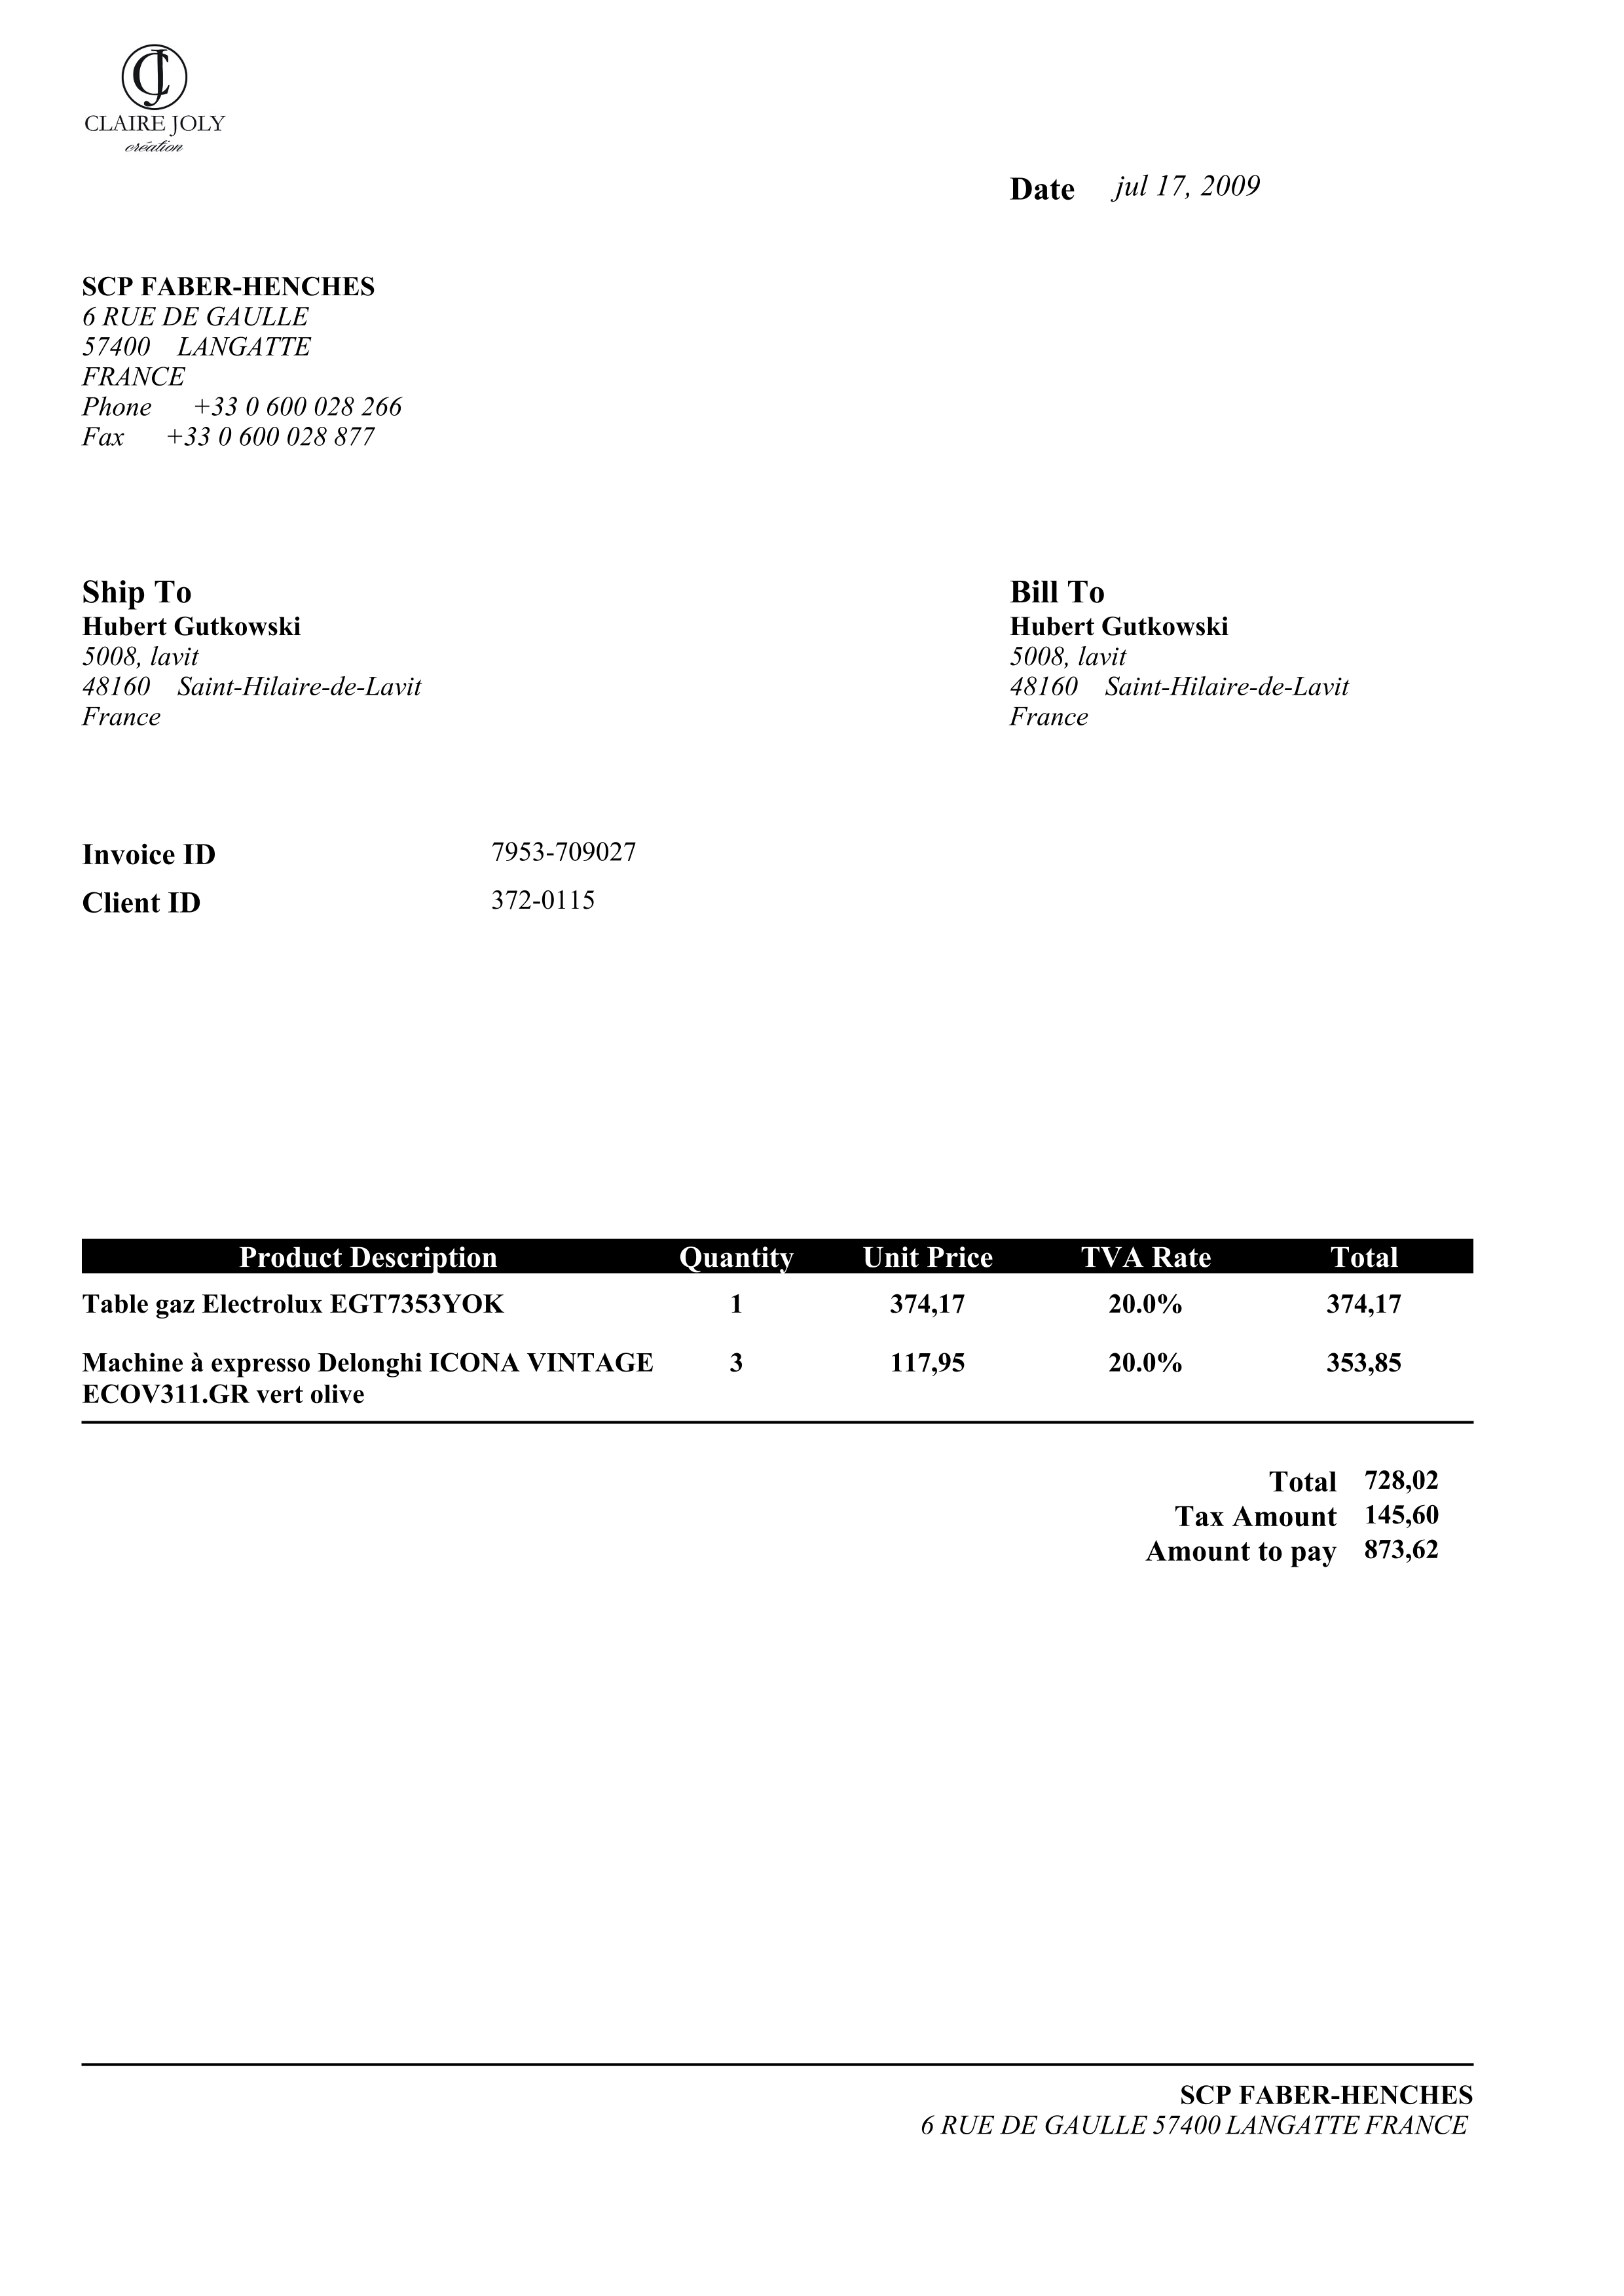 CJ
CLAIRE JOLY
création
Date jul 17, 2009
SCP FABER-HENCHES
6 RUE DE GAULLE
57400 LANGATTE
FRANCE
Phone +33 0 600 028 266
Fax +33 0 600 028 877
Ship To
Hubert Gutkowski
5008, lavit
48160 Saint-Hilaire-de-Lavit
France
Bill To
Hubert Gutkowski
5008, lavit
48160 Saint-Hilaire-de-Lavit
France
Invoice ID 7953-709027
Client ID 372-0115
Product Description Quantity Unit Price TVA Rate Total
Table gaz Electrolux EGT7353YOK 1 374,17 20.0% 374,17
Machine à expresso Delonghi ICONA VINTAGE 3 117,95 20.0% 353,85
ECOV311.GR vert olive
Total 728,02
Tax Amount 145,60
Amount to pay 873,62
SCP FABER-HENCHES
6 RUE DE GAULLE 57400 LANGATTE FRANCE